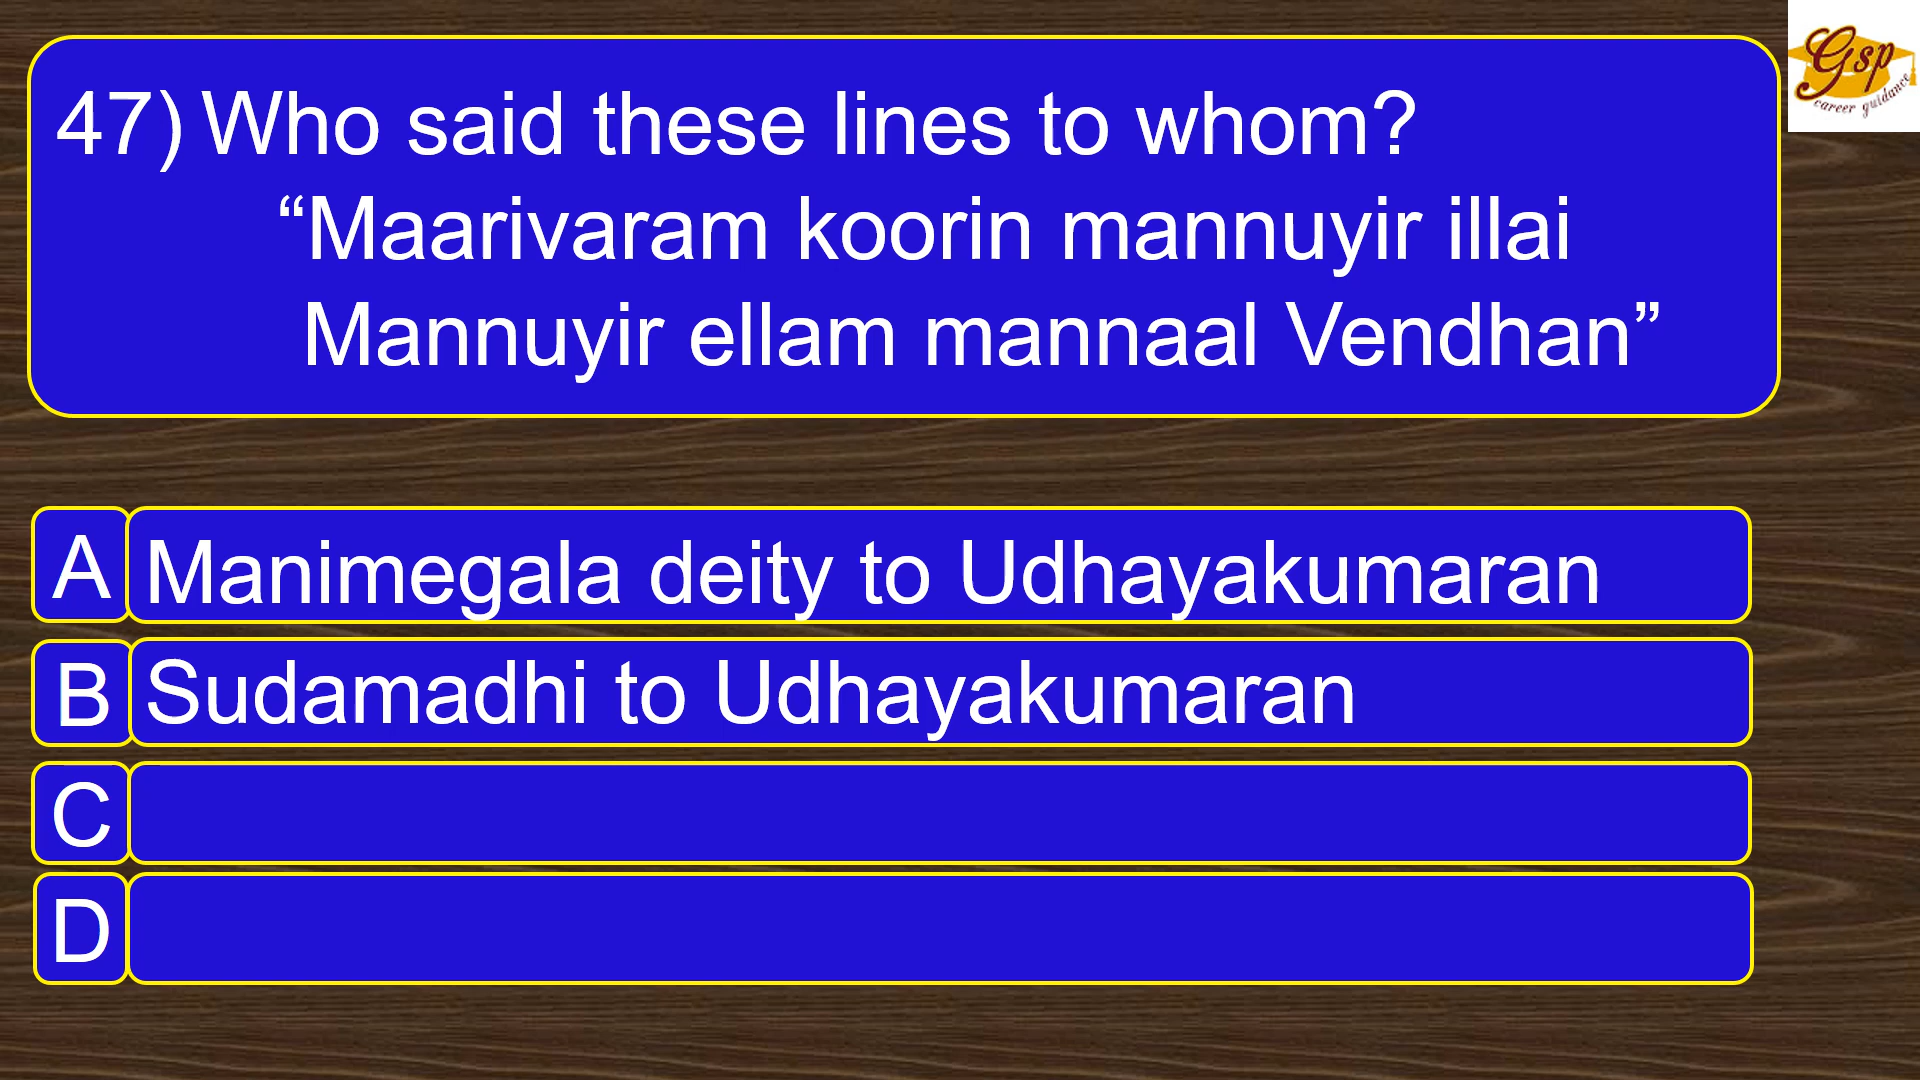 Gsp
career guidance
47) Who said these lines to whom?
“Maarivaram koorin mannuyir illai
Mannuyir ellam mannaal Vendhan”
A Manimegala deity to Udhayakumaran
B Sudamadhi to Udhayakumaran
C
D